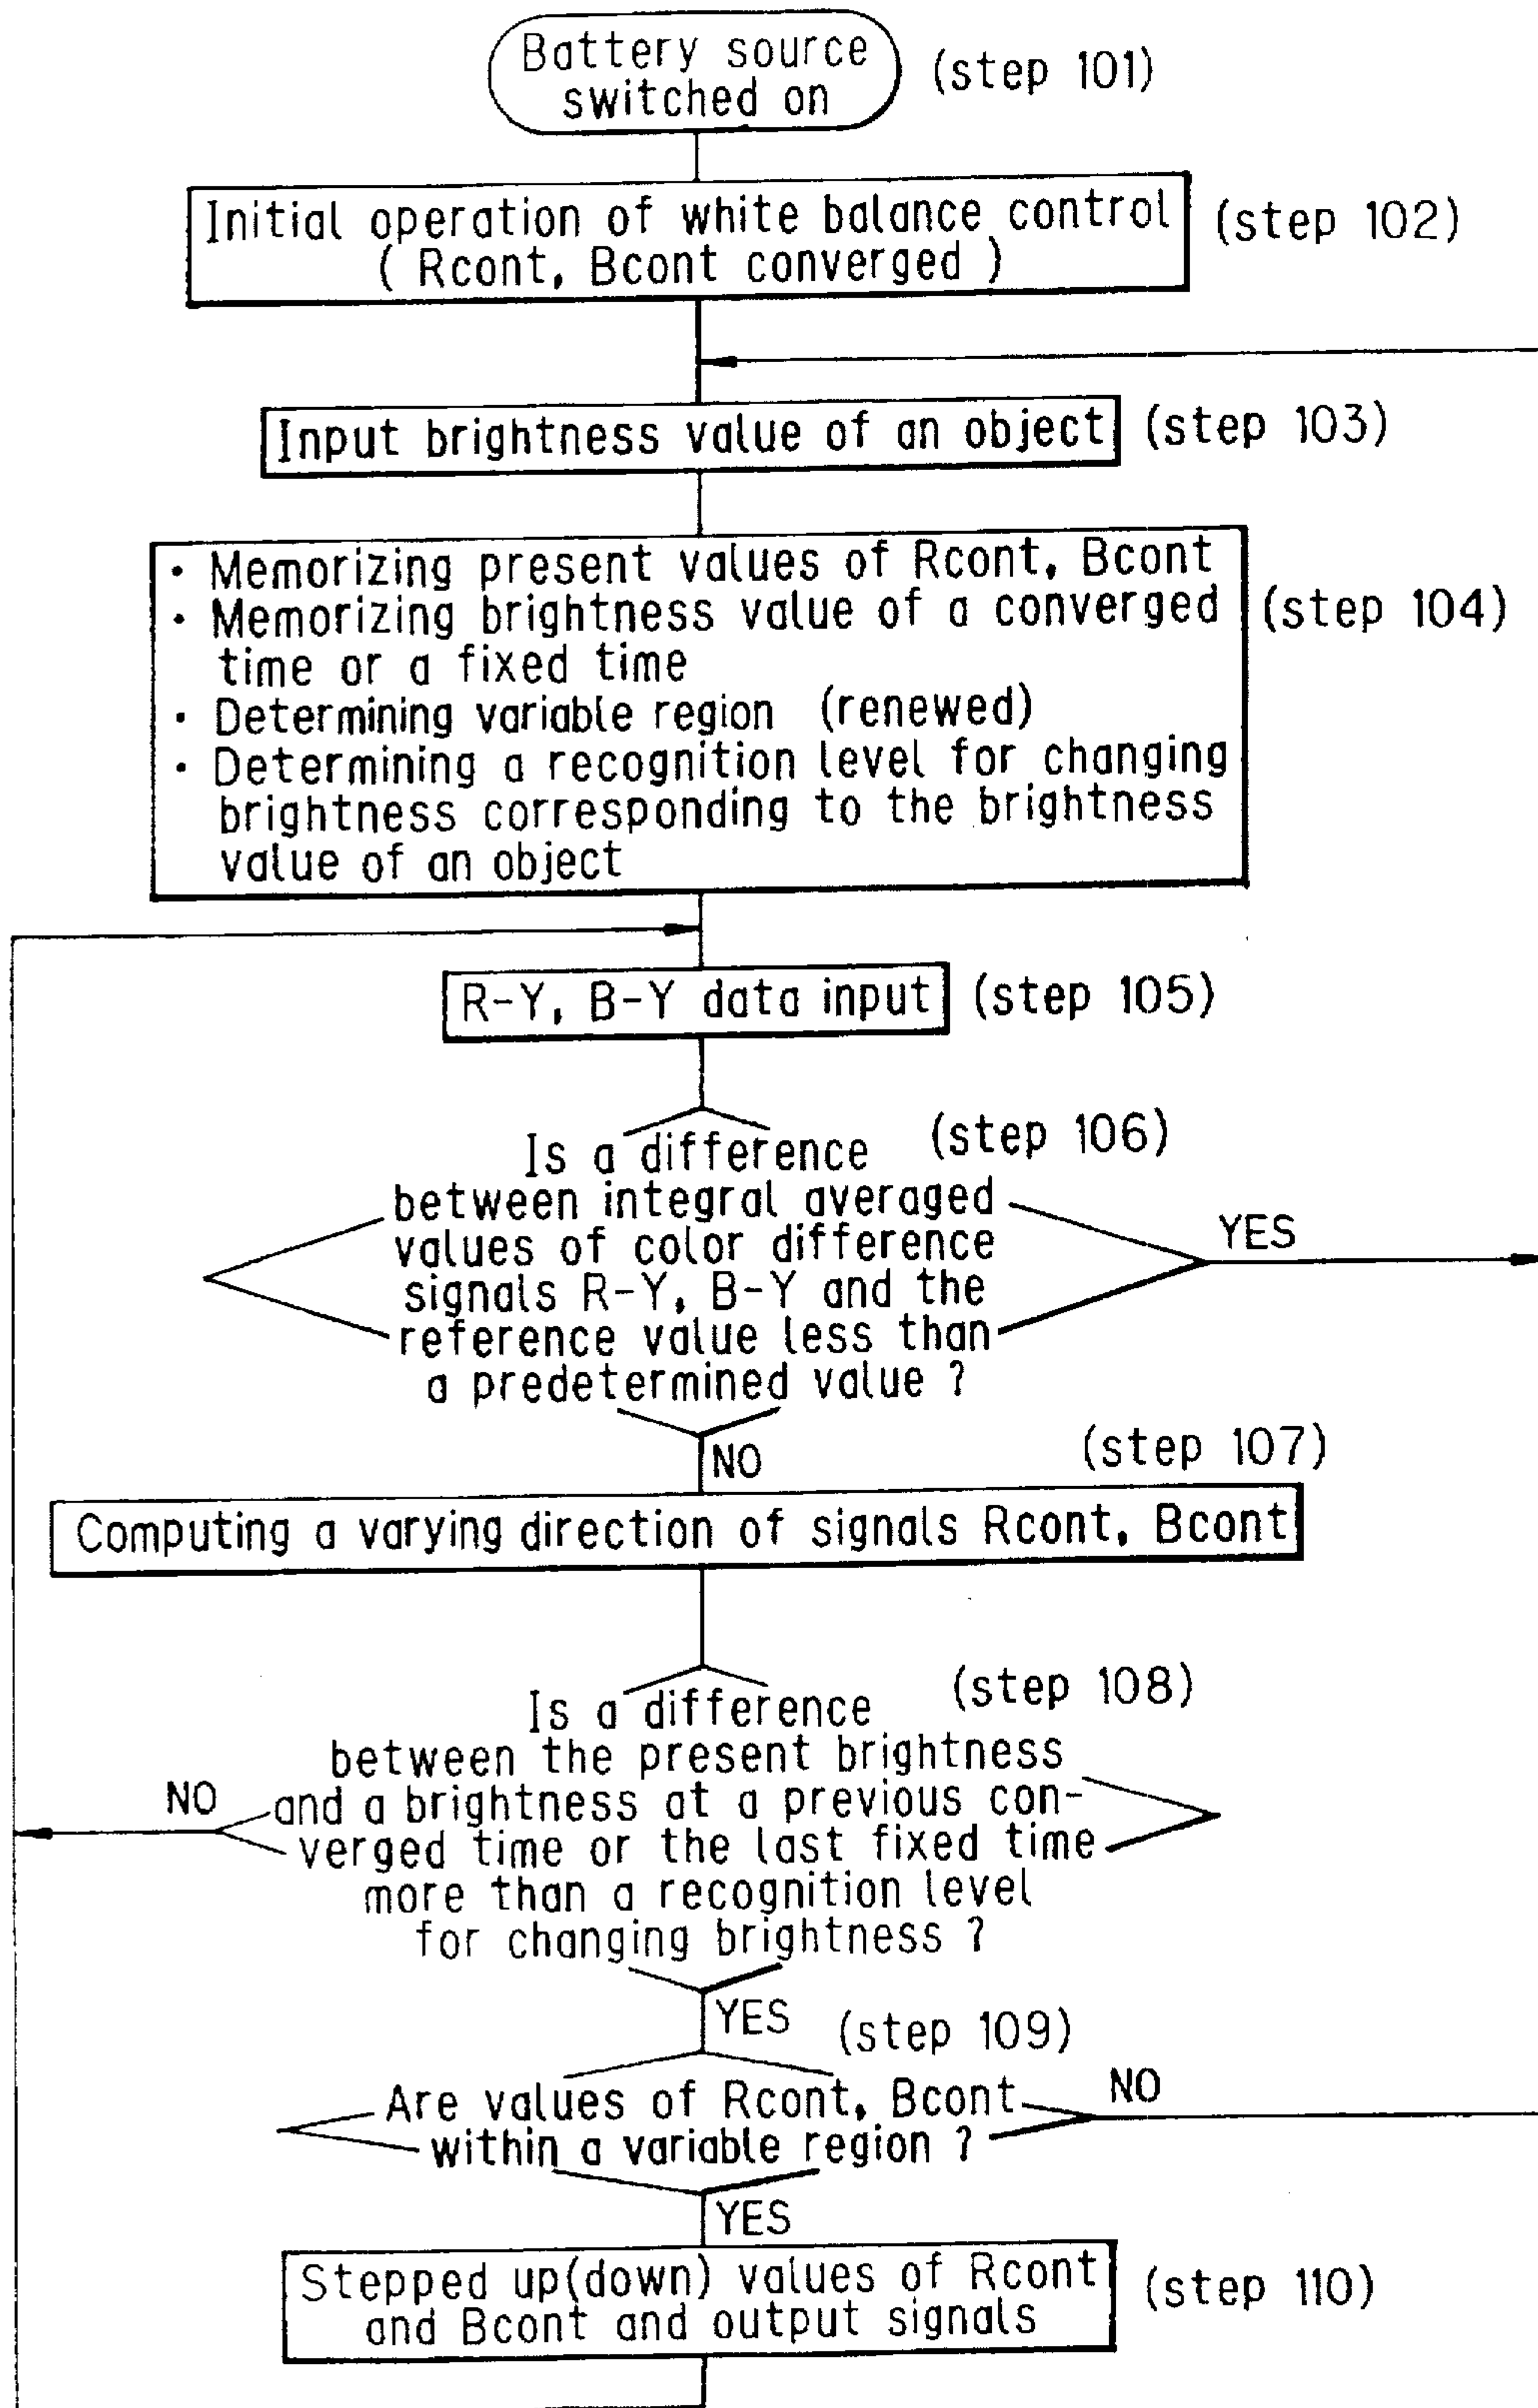 Battery source
switched on
(step 101)
Initial operation of white balance control
( Rcont, Bcont converged )
(step 102)
Input brightness value of an object
(step 103)
· Memorizing present values of Rcont, Bcont
· Memorizing brightness value of a converged
time or a fixed time
· Determining variable region (renewed)
· Determining a recognition level for changing
brightness corresponding to the brightness
value of an object
(step 104)
R-Y, B-Y data input
(step 105)
Is a difference
between integral averaged
values of color difference
signals R-Y, B-Y and the
reference value less than
a predetermined value ?
(step 106)
YES
NO
(step 107)
Computing a varying direction of signals Rcont, Bcont
Is a difference
between the present brightness
and a brightness at a previous con-
verged time or the last fixed time
more than a recognition level
for changing brightness ?
(step 108)
NO
YES
(step 109)
Are values of Rcont, Bcont
within a variable region ?
NO
YES
Stepped up(down) values of Rcont
and Bcont and output signals
(step 110)